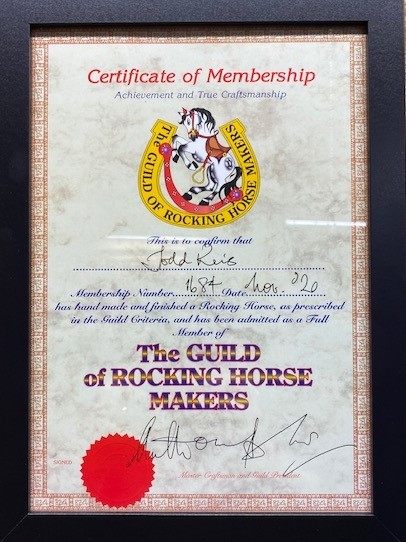 Certificate of Membership
Achievement and True Craftsmanship
The GUILD OF ROCKING HORSE MAKERS
This is to confirm that
Todd Reis
Membership Number 1684 Date Nov. '20
has hand made and finished a Rocking Horse, as prescribed
in the Guild Criteria, and has been admitted as a Full
Member of
The GUILD
of ROCKING HORSE
MAKERS
SIGNED
Master Craftsman and Guild President